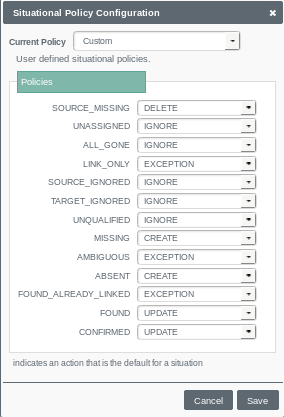 Situational Policy Configuration ×
Current Policy Custom
User defined situational policies.
Policies
SOURCE_MISSING DELETE
UNASSIGNED IGNORE
ALL_GONE IGNORE
LINK_ONLY EXCEPTION
SOURCE_IGNORED IGNORE
TARGET_IGNORED IGNORE
UNQUALIFIED IGNORE
MISSING CREATE
AMBIGUOUS EXCEPTION
ABSENT CREATE
FOUND_ALREADY_LINKED EXCEPTION
FOUND UPDATE
CONFIRMED UPDATE
indicates an action that is the default for a situation
Cancel Save